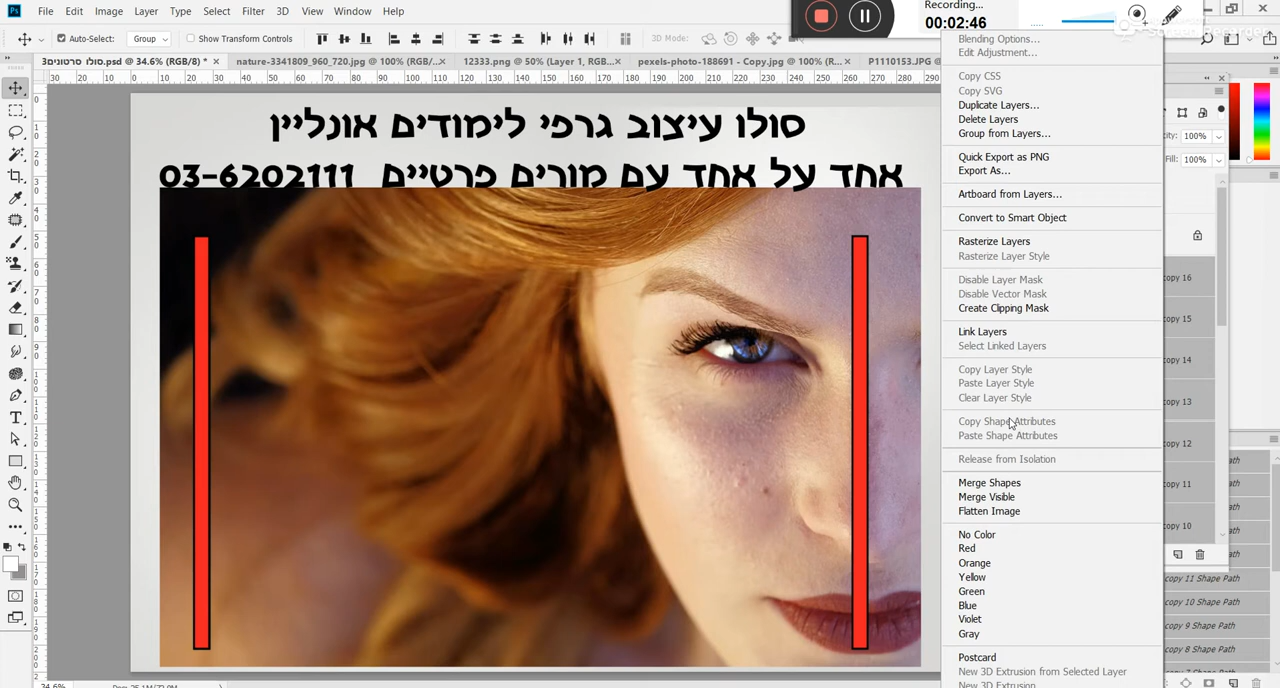 Recording...
00:02:46
File Edit Image Layer Type Select Filter 3D View Window Help
Auto-Select: Group Show Transform Controls 3D Mode:
סולו סרטונים3.psd @ 34.6% (RGB/8) * nature-3341809_960_720.jpg @ 100% (RGB/... 12333.png @ 50% (Layer 1, RGB... pexels-photo-188691 - Copy.jpg @ 100% (R... P1110153.JPG @
סולו עיצוב גרפי לימודים אונליין
אחד על אחד עם מורים פרטיים 03-6202111
Blending Options...
Edit Adjustment...
Copy CSS
Copy SVG
Duplicate Layers...
Delete Layers
Group from Layers...
Quick Export as PNG
Export As...
Artboard from Layers...
Convert to Smart Object
Rasterize Layers
Rasterize Layer Style
Disable Layer Mask
Disable Vector Mask
Create Clipping Mask
Link Layers
Select Linked Layers
Copy Layer Style
Paste Layer Style
Clear Layer Style
Copy Shape Attributes
Paste Shape Attributes
Release from Isolation
Merge Shapes
Merge Visible
Flatten Image
No Color
Red
Orange
Yellow
Green
Blue
Violet
Gray
Postcard
New 3D Extrusion from Selected Layer
New 3D Extrusion
100%
Fill: 100%
copy 16
copy 15
copy 14
copy 13
copy 12
copy 11
copy 10
copy 11 Shape Path
copy 10 Shape Path
copy 9 Shape Path
copy 8 Shape Path
34.6%